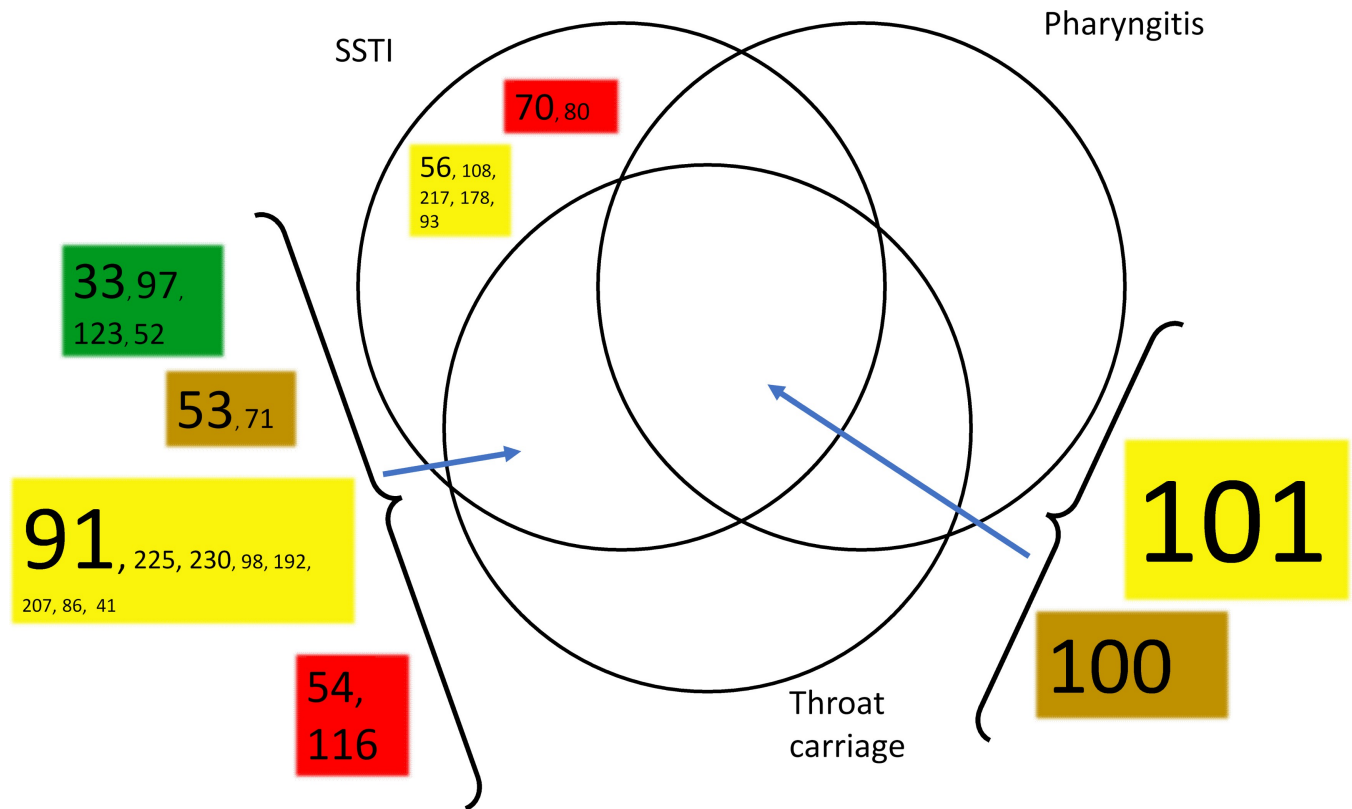 SSTI
Pharyngitis
70, 80
56, 108,
217, 178,
93
33, 97,
123, 52
53, 71
91, 225, 230, 98, 192,
207, 86, 41
54,
116
101
100
Throat
carriage